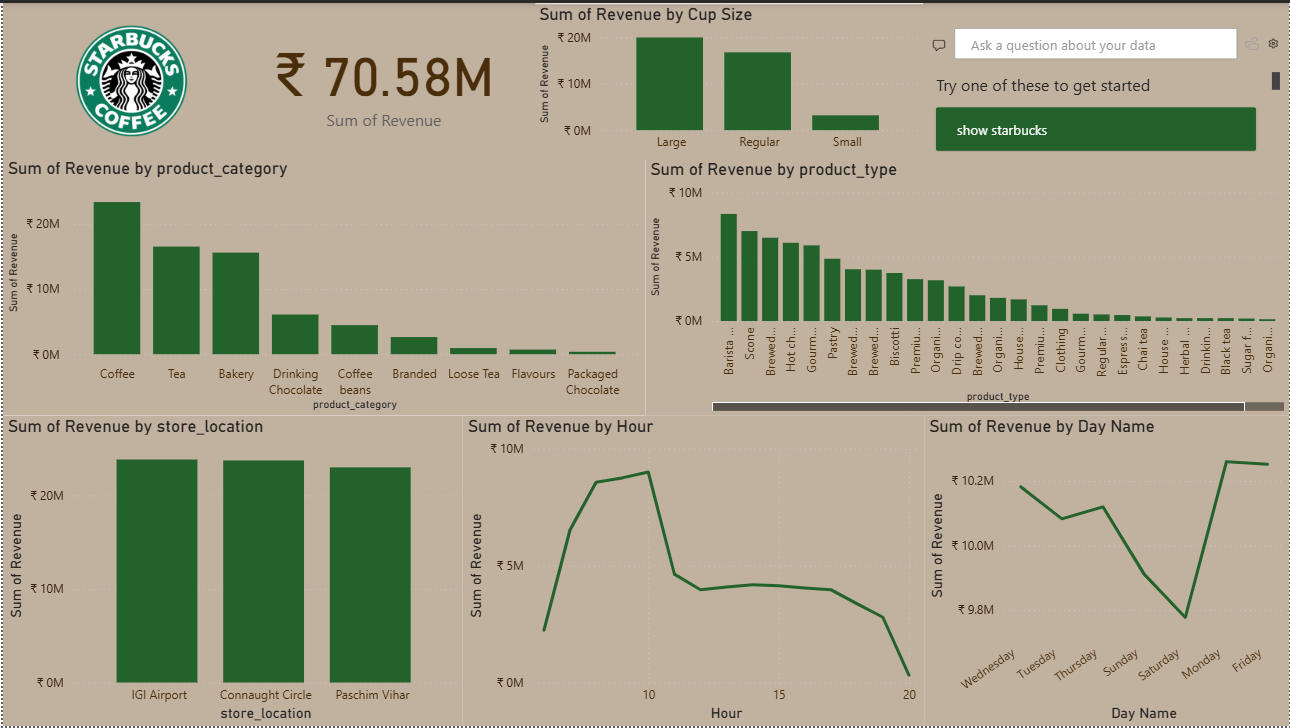 STARBUCKS
COFFEE
₹ 70.58M
Sum of Revenue
Sum of Revenue by Cup Size
Sum of Revenue
₹ 20M
₹ 10M
₹ 0M
Large Regular Small
Ask a question about your data
Try one of these to get started
show starbucks
Sum of Revenue by product_category
Sum of Revenue
₹ 20M
₹ 10M
₹ 0M
Coffee Tea Bakery Drinking Chocolate Coffee beans Branded Loose Tea Flavours Packaged Chocolate
product_category
Sum of Revenue by product_type
Sum of Revenue
₹ 10M
₹ 5M
₹ 0M
Barista ...
Scone
Brewed...
Hot ch...
Gourm...
Pastry
Brewed...
Brewed...
Biscotti
Premiu...
Organi...
Drip co...
Brewed...
Organi...
House...
Premiu...
Clothing
Gourm...
Regular...
Espress...
Chai tea
House ...
Herbal ...
Drinkin...
Black tea
Sugar f...
Organi...
product_type
Sum of Revenue by store_location
Sum of Revenue
₹ 20M
₹ 10M
₹ 0M
IGI Airport Connaught Circle Paschim Vihar
store_location
Sum of Revenue by Hour
Sum of Revenue
₹ 10M
₹ 5M
₹ 0M
10 15 20
Hour
Sum of Revenue by Day Name
Sum of Revenue
₹ 10.2M
₹ 10.0M
₹ 9.8M
Wednesday
Tuesday
Thursday
Sunday
Saturday
Monday
Friday
Day Name